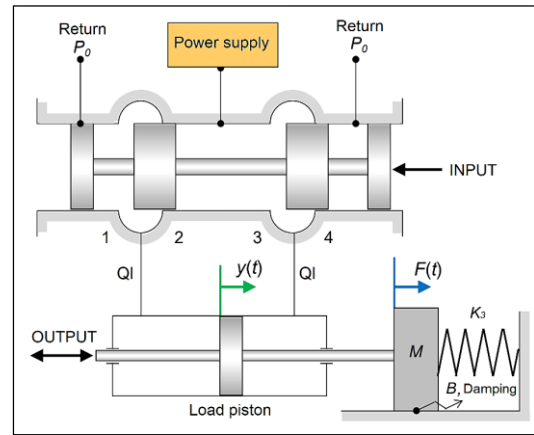 Return
P₀
Power supply
Return
P₀
INPUT
1
2
3
4
Ql
y(t)
Ql
F(t)
K₃
OUTPUT
M
B, Damping
Load piston